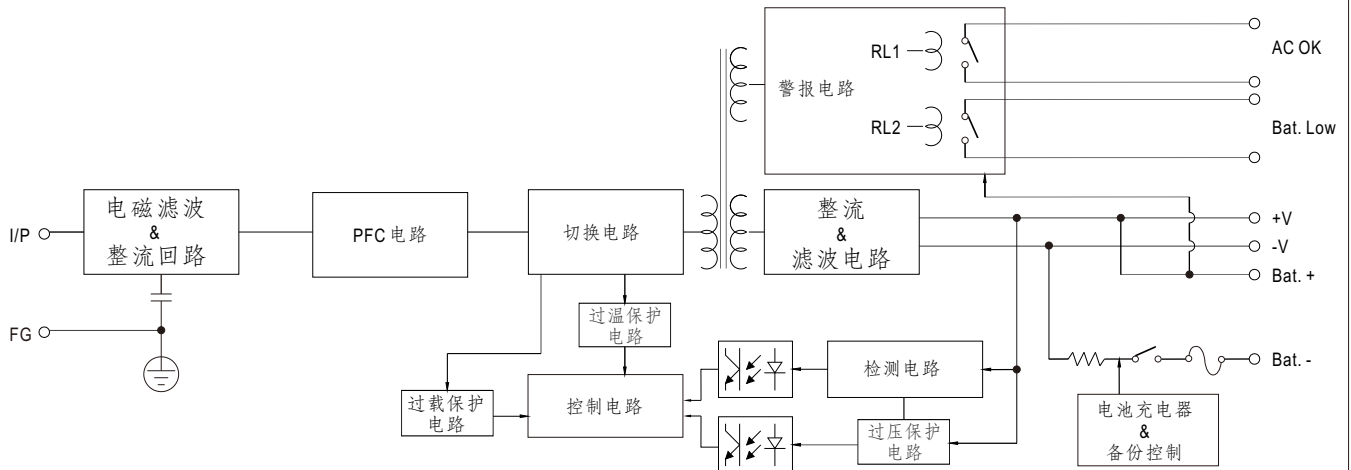 RL1
AC OK
警报电路
RL2
Bat. Low
电磁滤波
&
整流回路
PFC电路
切换电路
整流
&
滤波电路
I/P
+V
-V
Bat. +
FG
过温保护
电路
检测电路
Bat. -
过载保护
电路
控制电路
过压保护
电路
电池充电器
&
备份控制